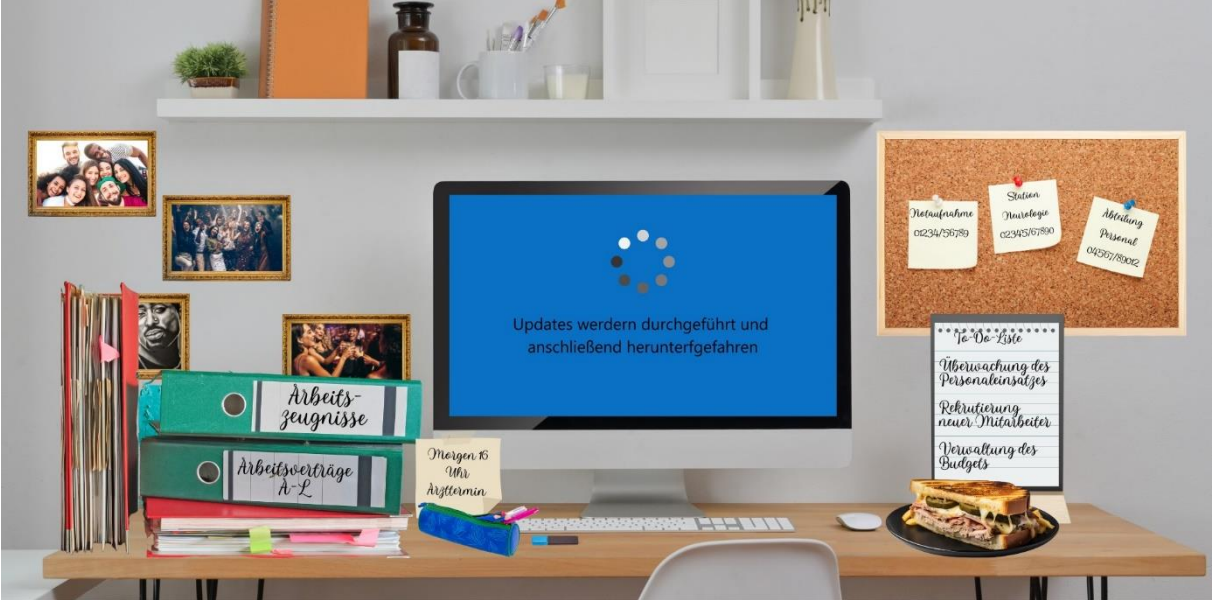 Updates werdern durchgeführt und
anschließend herunterfgefahren
Notaufnahme
01234/56789
Station
Neurologie
02345/67890
Abteilung
Personal
04567/89012
To-Do-Liste
Überwachung des
Personaleinsatzes
Rekrutierung
neuer Mitarbeiter
Verwaltung des
Budgets
Arbeits-
zeugnisse
Arbeitsverträge
A-L
Morgen 16
Uhr
Arzttermin